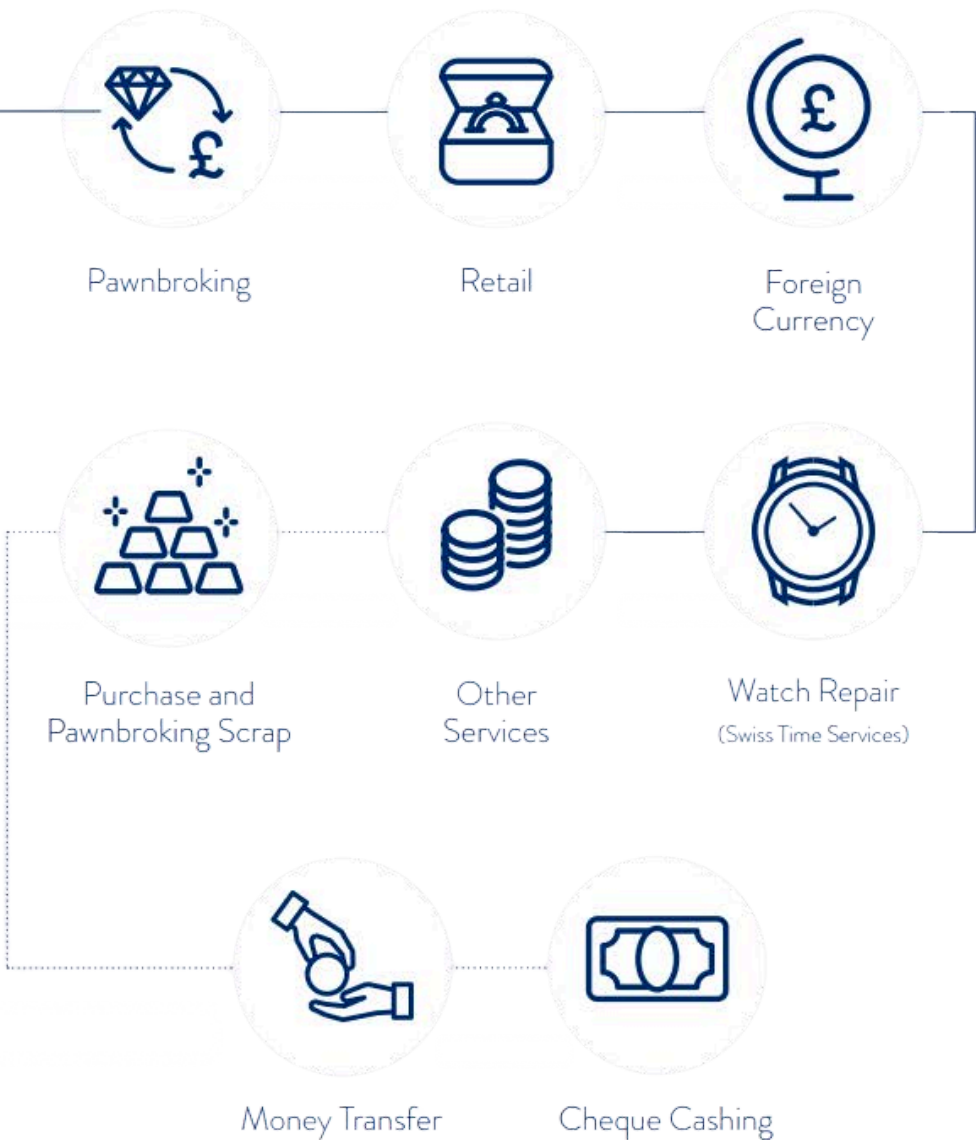 £
£
Pawnbroking
Retail
Foreign
Currency
Purchase and
Pawnbroking Scrap
Other
Services
Watch Repair
(Swiss Time Services)
Money Transfer
Cheque Cashing